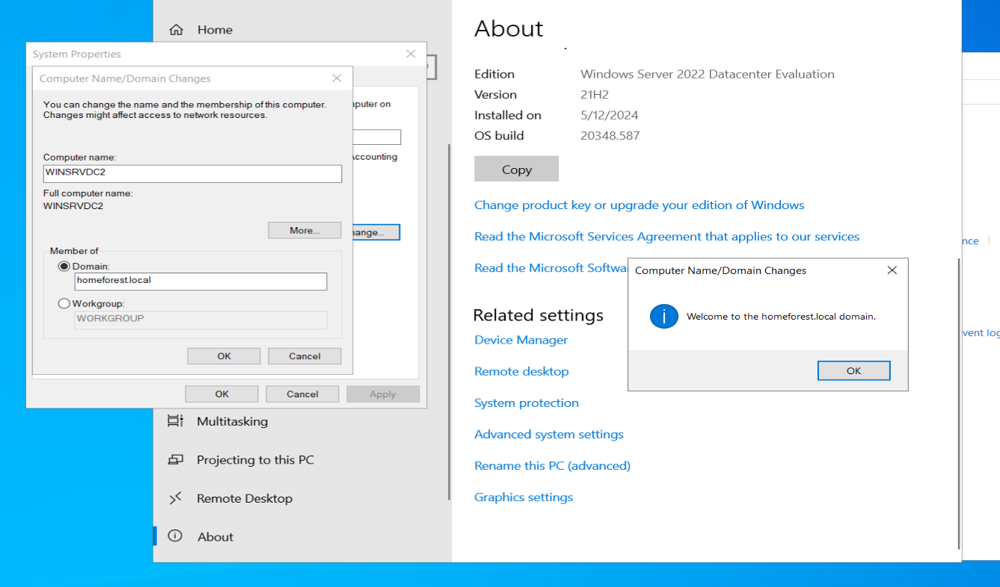 Home
System Properties
Computer Name/Domain Changes
You can change the name and the membership of this computer.
Changes might affect access to network resources.
Computer name:
WINSRVDC2
Full computer name:
WINSRVDC2
More...
Member of
Domain:
homeforest.local
Workgroup:
WORKGROUP
OK
Cancel
puter on
ccounting
ange...
OK
Cancel
Apply
Multitasking
Projecting to this PC
Remote Desktop
About
About
Edition
Windows Server 2022 Datacenter Evaluation
Version
21H2
Installed on
5/12/2024
OS build
20348.587
Copy
Change product key or upgrade your edition of Windows
Read the Microsoft Services Agreement that applies to our services
Read the Microsoft Softwa
Related settings
Device Manager
Remote desktop
System protection
Advanced system settings
Rename this PC (advanced)
Graphics settings
Computer Name/Domain Changes
Welcome to the homeforest.local domain.
OK
nce
vent log